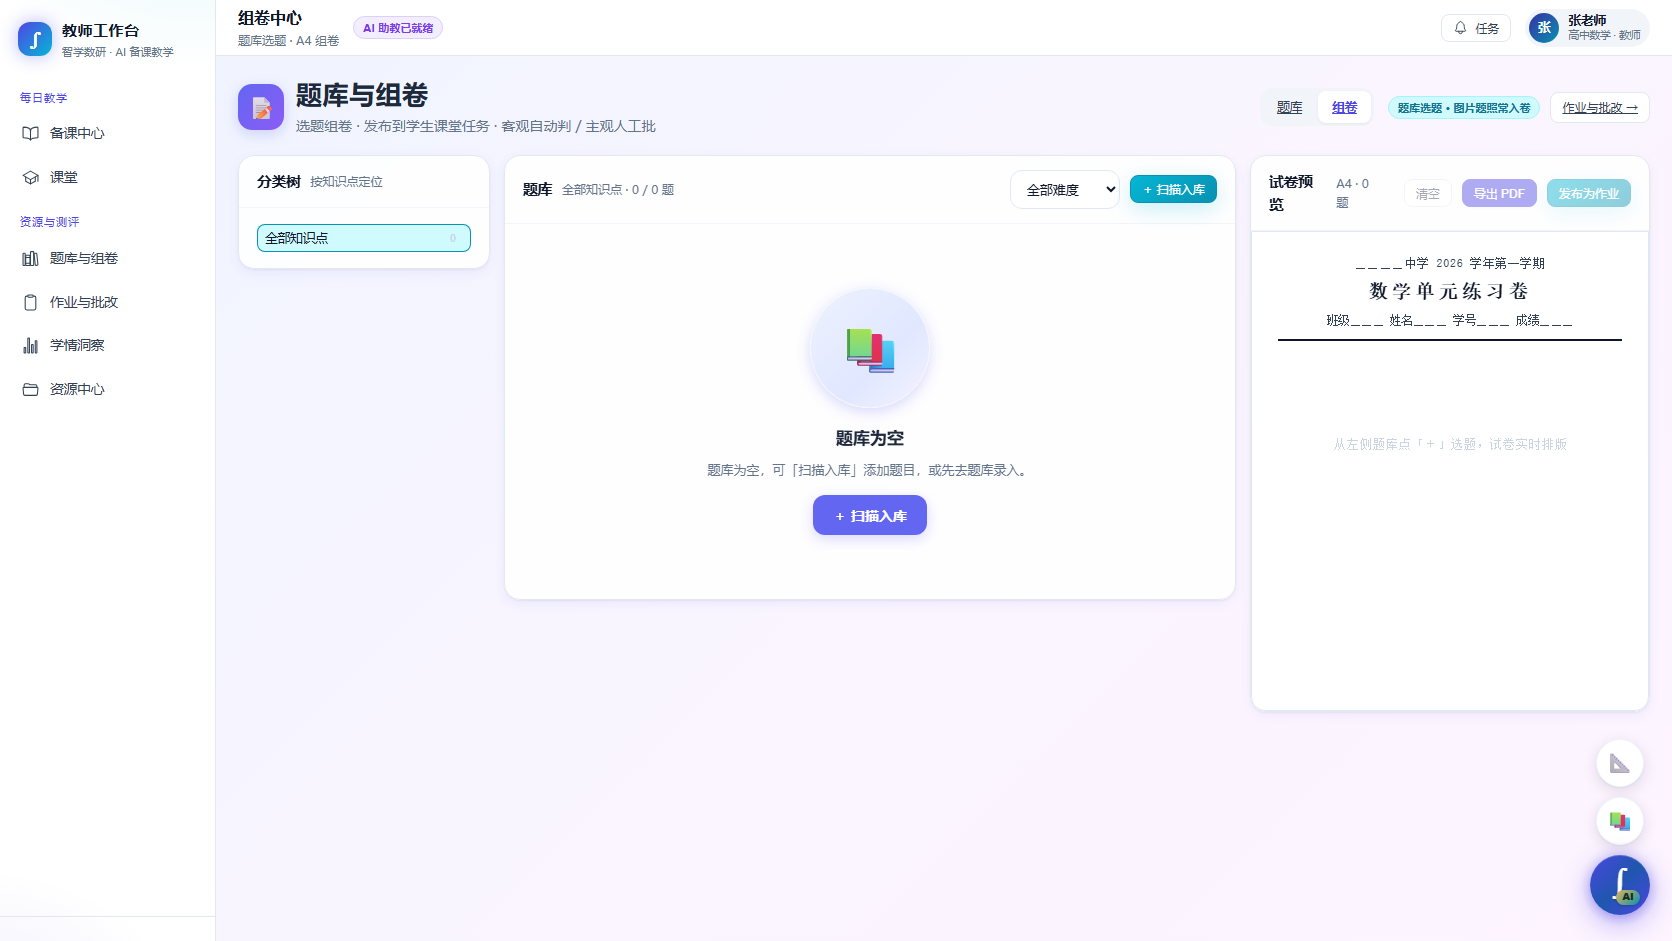 教师工作台
智学数研 · AI 备课教学
每日教学
备课中心
课堂
资源与测评
题库与组卷
作业与批改
学情洞察
资源中心
组卷中心
AI 助教已就绪
题库选题 · A4 组卷
任务
张
张老师
高中数学 · 教师
题库与组卷
选题组卷 · 发布到学生课堂任务 · 客观自动判 / 主观人工批
题库
组卷
题库选题 • 图片题照常入卷
作业与批改 →
分类树 按知识点定位
全部知识点 0
题库 全部知识点 · 0 / 0 题
全部难度
+ 扫描入库
题库为空
题库为空，可「扫描入库」添加题目，或先去题库录入。
+ 扫描入库
试卷预览
A4 · 0 题
清空
导出 PDF
发布为作业
____中学 2026 学年第一学期
数学单元练习卷
班级___ 姓名___ 学号___ 成绩___
从左侧题库点「+」选题，试卷实时排版
∫
AI